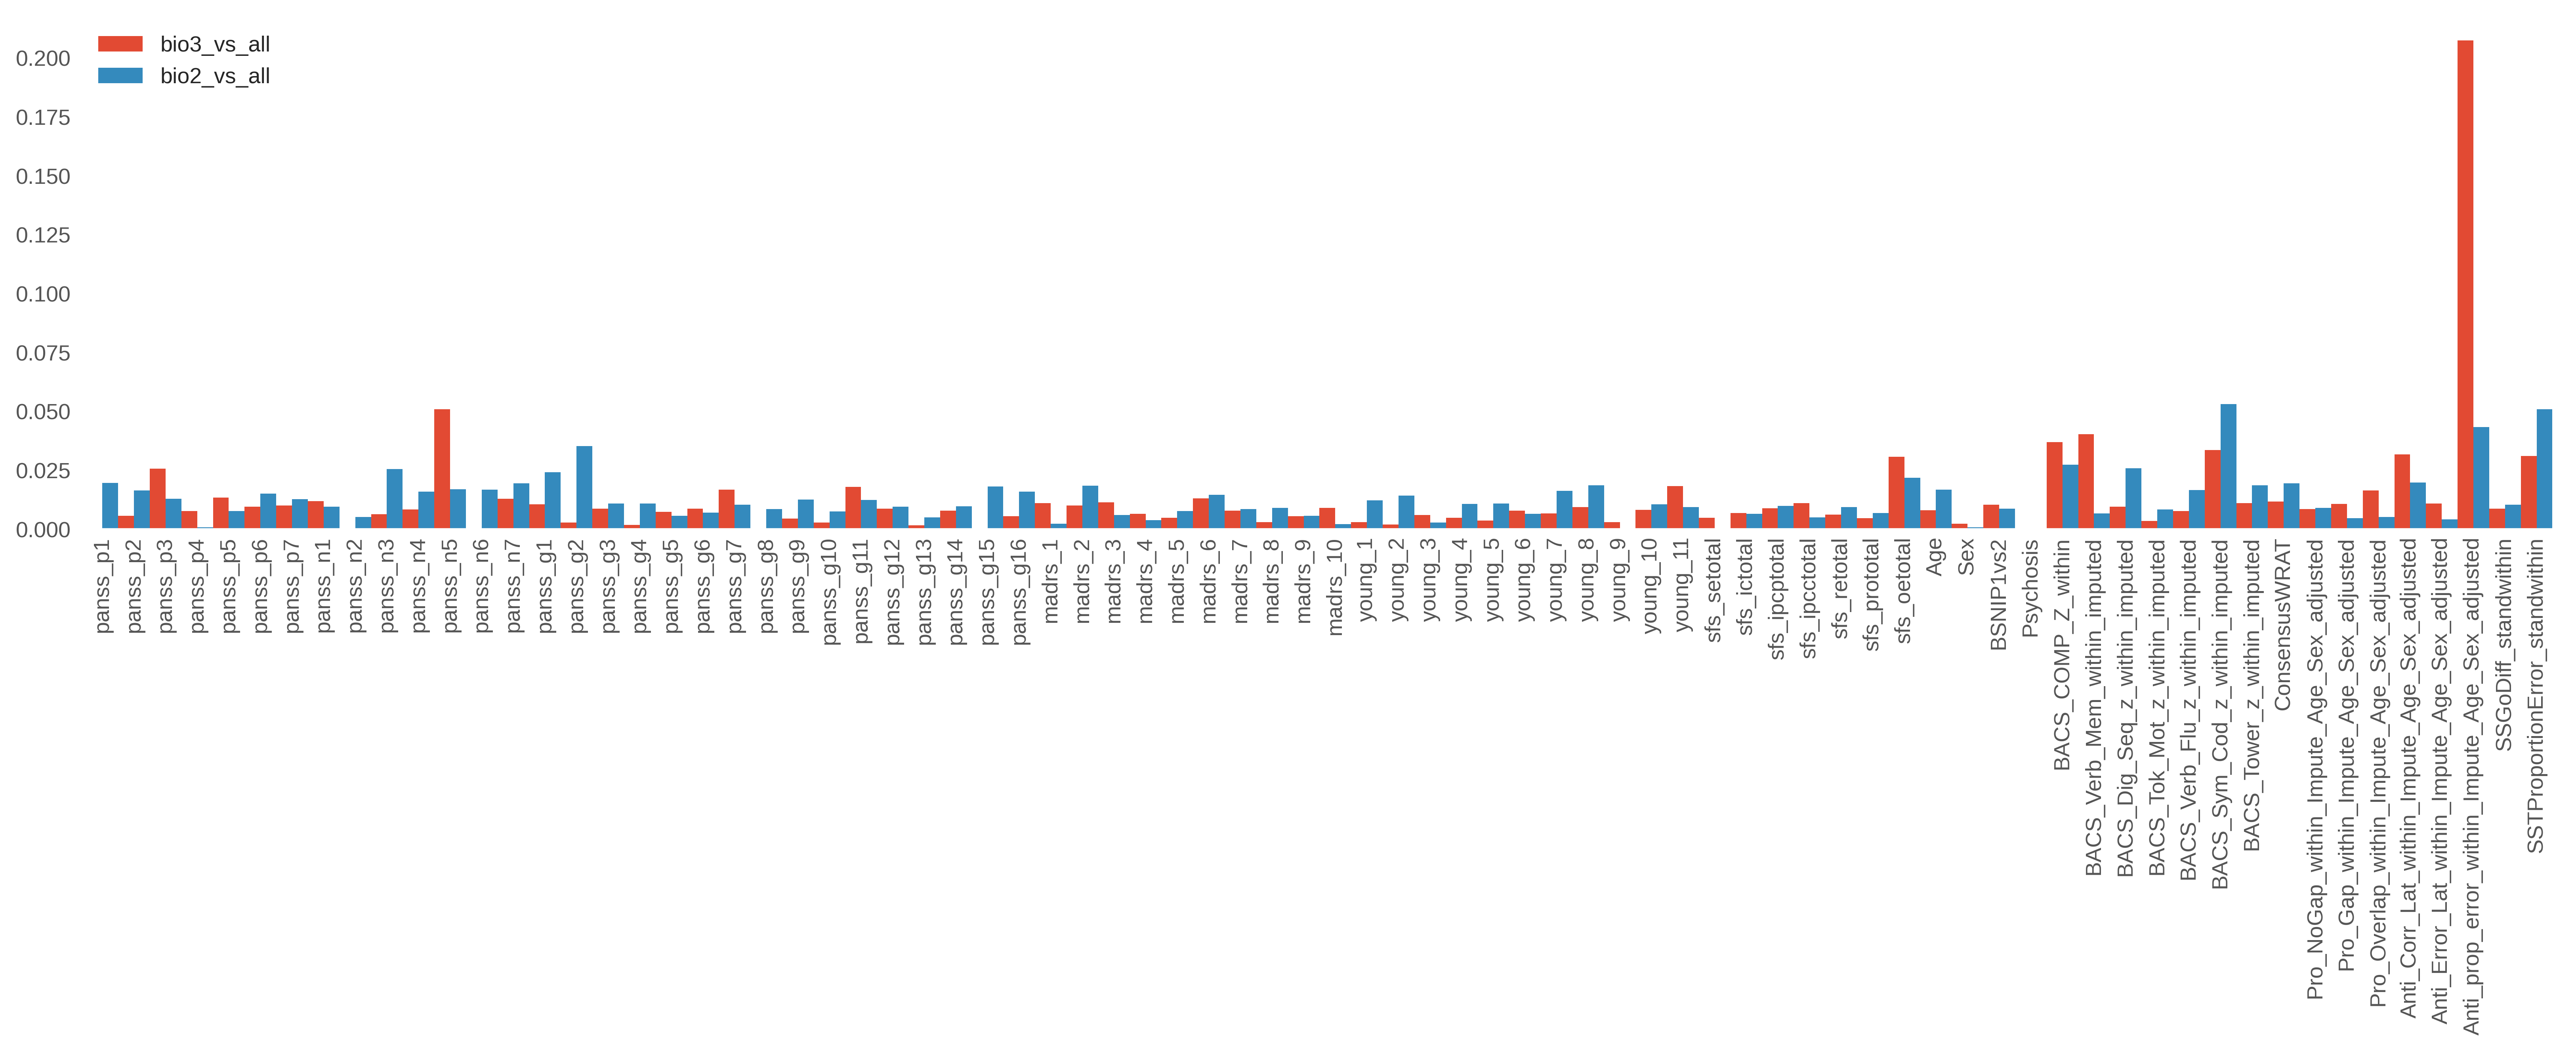 bio3_vs_all
bio2_vs_all
0.200
0.175
0.150
0.125
0.100
0.075
0.050
0.025
0.000
panss_p1
panss_p2
panss_p3
panss_p4
panss_p5
panss_p6
panss_p7
panss_n1
panss_n2
panss_n3
panss_n4
panss_n5
panss_n6
panss_n7
panss_g1
panss_g2
panss_g3
panss_g4
panss_g5
panss_g6
panss_g7
panss_g8
panss_g9
panss_g10
panss_g11
panss_g12
panss_g13
panss_g14
panss_g15
panss_g16
madrs_1
madrs_2
madrs_3
madrs_4
madrs_5
madrs_6
madrs_7
madrs_8
madrs_9
madrs_10
young_1
young_2
young_3
young_4
young_5
young_6
young_7
young_8
young_9
young_10
young_11
sfs_setotal
sfs_ictotal
sfs_ipcptotal
sfs_ipcctotal
sfs_retotal
sfs_prototal
sfs_oetotal
Age
Sex
BSNIP1vs2
Psychosis
BACS_COMP_Z_within
BACS_Verb_Mem_within_imputed
BACS_Dig_Seq_z_within_imputed
BACS_Tok_Mot_z_within_imputed
BACS_Verb_Flu_z_within_imputed
BACS_Sym_Cod_z_within_imputed
BACS_Tower_z_within_imputed
ConsensusWRAT
Pro_NoGap_within_Impute_Age_Sex_adjusted
Pro_Gap_within_Impute_Age_Sex_adjusted
Pro_Overlap_within_Impute_Age_Sex_adjusted
Anti_Corr_Lat_within_Impute_Age_Sex_adjusted
Anti_Error_Lat_within_Impute_Age_Sex_adjusted
Anti_prop_error_within_Impute_Age_Sex_adjusted
SSGoDiff_standwithin
SSTProportionError_standwithin